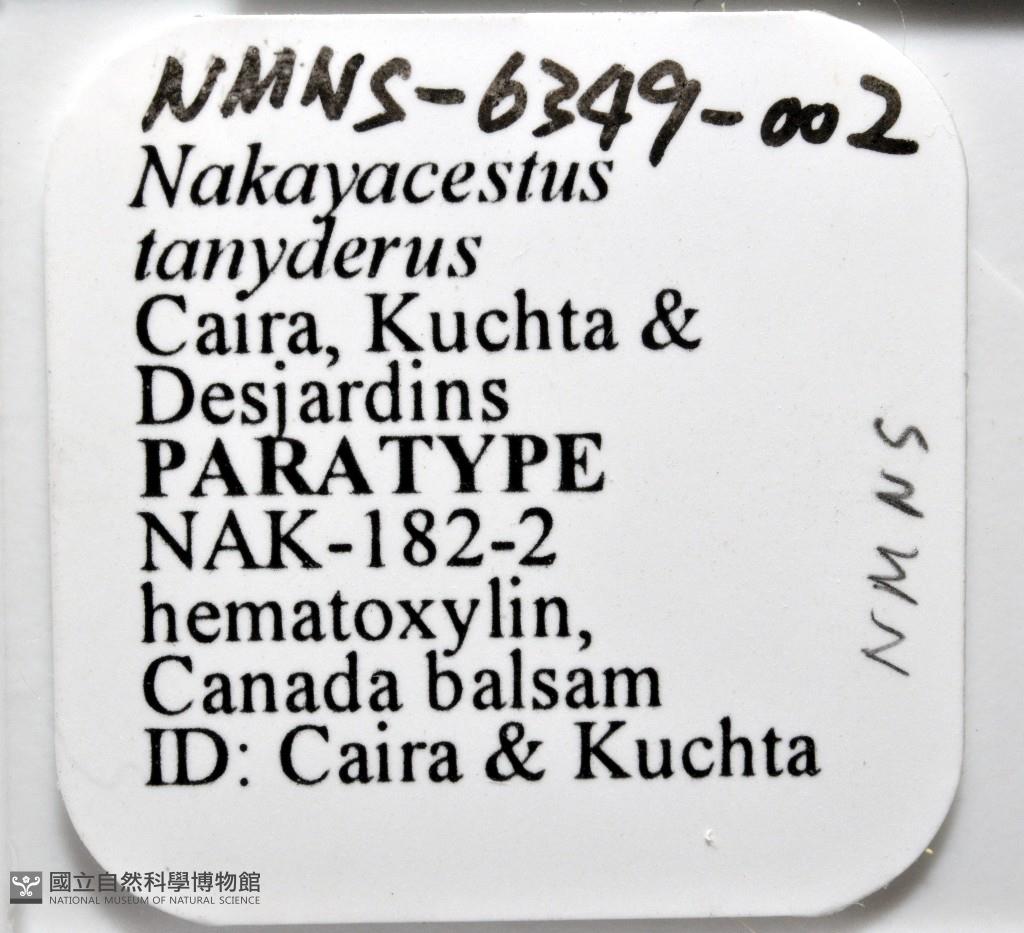 NMNS-6349-002
Nakayacestus
tanyderus
Caira, Kuchta &
Desjardins
PARATYPE
NAK-182-2
hematoxylin,
Canada balsam
ID: Caira & Kuchta
NMNS
國立自然科學博物館
NATIONAL MUSEUM OF NATURAL SCIENCE